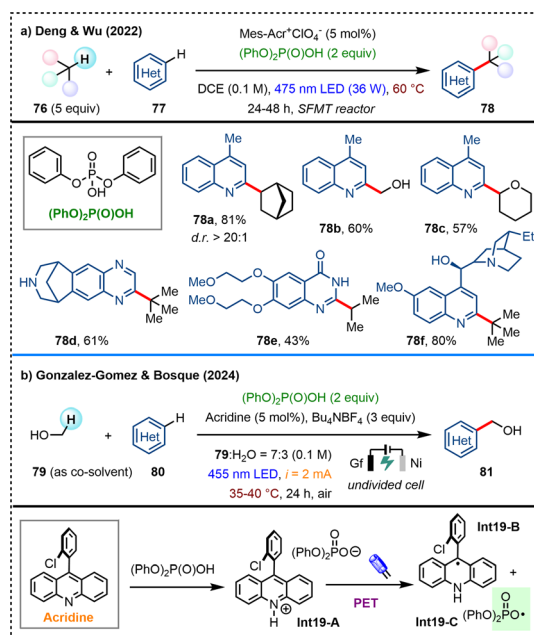 a) Deng & Wu (2022)
H
76 (5 equiv)
+
Het
H
77
Mes-Acr⁺ClO₄⁻ (5 mol%)
(PhO)₂P(O)OH (2 equiv)
DCE (0.1 M), 475 nm LED (36 W), 60 °C
24-48 h, SFMT reactor
Het
78
O
O
P
O
OH
(PhO)₂P(O)OH
Me
N
78a, 81%
d.r. > 20:1
Me
N
OH
78b, 60%
Me
N
O
78c, 57%
HN
N
N
Me
Me
Me
78d, 61%
MeO
O
MeO
O
O
NH
N
Me
Me
78e, 43%
Et
HO
N
MeO
N
Me
Me
Me
78f, 80%
b) Gonzalez-Gomez & Bosque (2024)
HO
H
79 (as co-solvent)
+
Het
H
80
(PhO)₂P(O)OH (2 equiv)
Acridine (5 mol%), Bu₄NBF₄ (3 equiv)
79:H₂O = 7:3 (0.1 M)
455 nm LED, i = 2 mA
35-40 °C, 24 h, air
Gf
Ni
undivided cell
Het
OH
81
Cl
N
Acridine
(PhO)₂P(O)OH
Cl
N
H
⊕
Int19-A
O
(PhO)₂PO⊖
PET
Int19-B
Cl
•
N
H
+
Int19-C
O
(PhO)₂PO•